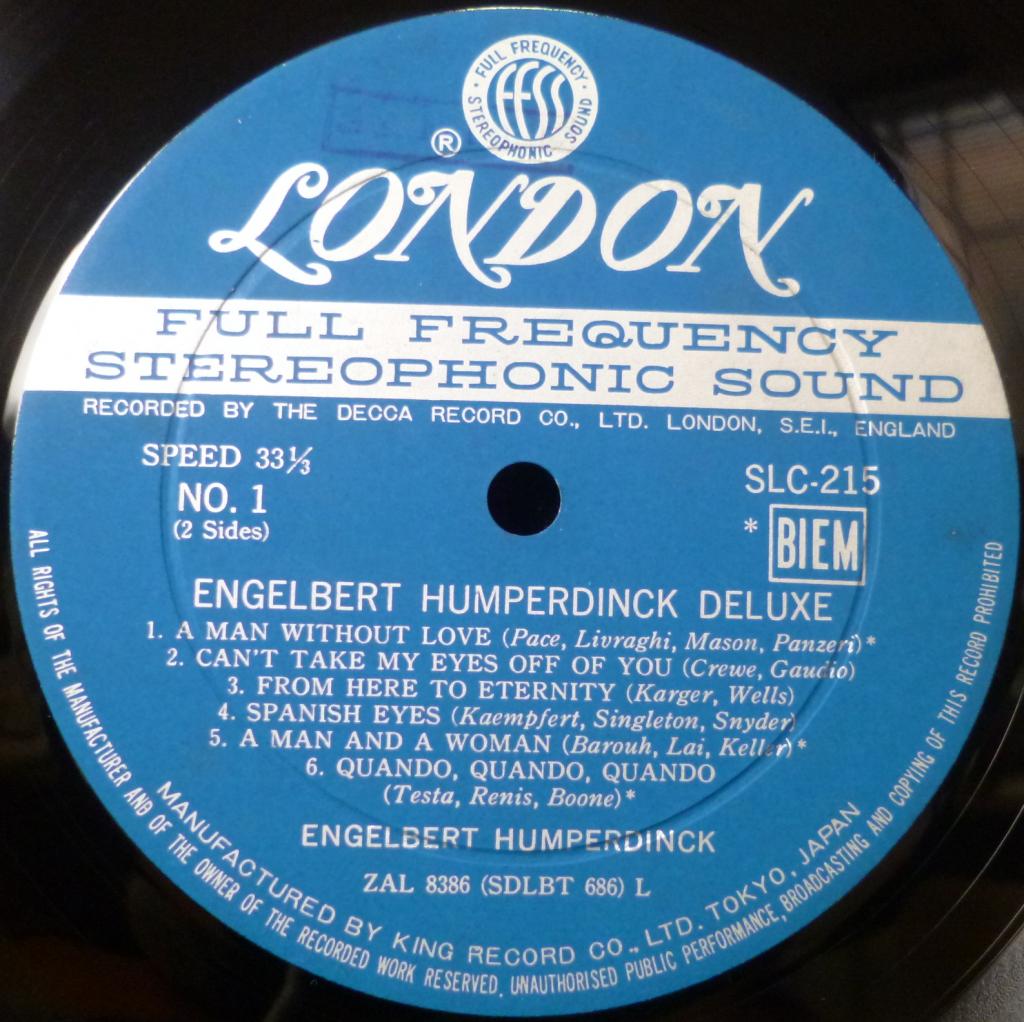 FULL FREQUENCY
STEREOPHONIC SOUND
FFSS
®
LONDON
FULL FREQUENCY
STEREOPHONIC SOUND
RECORDED BY THE DECCA RECORD CO., LTD. LONDON, S.E.I., ENGLAND
SPEED 33⅓
NO. 1
(2 Sides)
SLC-215
* BIEM
ENGELBERT HUMPERDINCK DELUXE
1. A MAN WITHOUT LOVE (Pace, Livraghi, Mason, Panzeri)*
2. CAN'T TAKE MY EYES OFF OF YOU (Crewe, Gaudio)
3. FROM HERE TO ETERNITY (Karger, Wells)
4. SPANISH EYES (Kaempfert, Singleton, Snyder)
5. A MAN AND A WOMAN (Barouh, Lai, Keller)*
6. QUANDO, QUANDO, QUANDO
(Testa, Renis, Boone)*
ENGELBERT HUMPERDINCK
ZAL 8386 (SDLBT 686) L
MANUFACTURED BY KING RECORD CO., LTD. TOKYO, JAPAN
ALL RIGHTS OF THE MANUFACTURER AND OF THE OWNER OF THE RECORDED WORK RESERVED. UNAUTHORISED PUBLIC PERFORMANCE, BROADCASTING AND COPYING OF THIS RECORD PROHIBITED